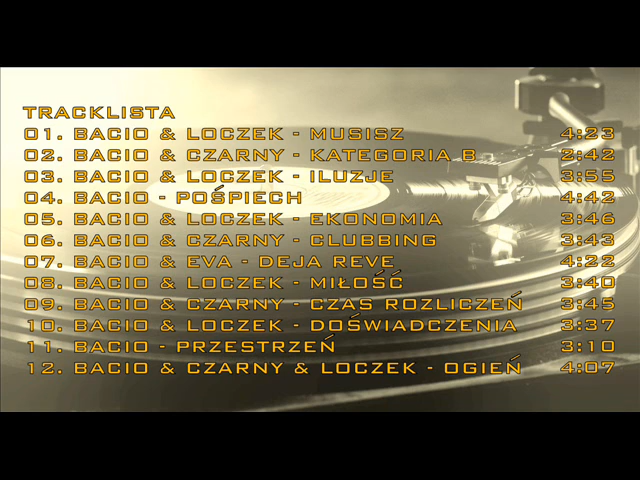 TRACKLISTA
01. BACIO & LOCZEK - MUSISZ 4:23
02. BACIO & CZARNY - KATEGORIA B 2:42
03. BACIO & LOCZEK - ILUZJE 3:55
04. BACIO - POŚPIECH 4:42
05. BACIO & LOCZEK - EKONOMIA 3:46
06. BACIO & CZARNY - CLUBBING 3:43
07. BACIO & EVA - DEJA REVE 4:22
08. BACIO & LOCZEK - MIŁOŚĆ 3:40
09. BACIO & CZARNY - CZAS ROZLICZEŃ 3:45
10. BACIO & LOCZEK - DOŚWIADCZENIA 3:37
11. BACIO - PRZESTRZEŃ 3:10
12. BACIO & CZARNY & LOCZEK - OGIEŃ 4:07